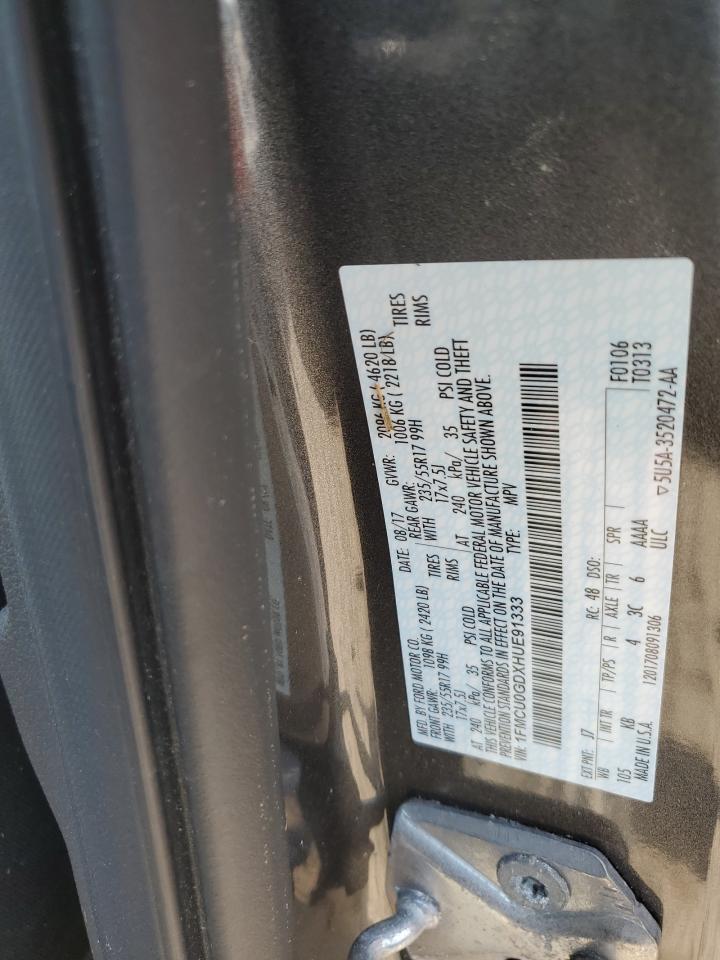 MFD. BY FORD MOTOR CO.
DATE: 08/17 GVWR: 2096 KG ( 4620 LB)
FRONT GAWR: 1098 KG ( 2420 LB) REAR GAWR: 1006 KG ( 2218 LB)
235/55R17 99H TIRES WITH 235/55R17 99H TIRES
17x7.5J RIMS 17x7.5J RIMS
AT 240 kPa/ 35 PSI COLD AT 240 kPa/ 35 PSI COLD
THIS VEHICLE CONFORMS TO ALL APPLICABLE FEDERAL MOTOR VEHICLE SAFETY AND THEFT
PREVENTION STANDARDS IN EFFECT ON THE DATE OF MANUFACTURE SHOWN ABOVE.
VIN: 1FMCU0GDXHUE91333 TYPE: MPV
F0106
EXT PNT: J7 RC: 48 DSO: T0313
WB INT TR TP/PS R AXLE TR SPR
105 KB 4 3C 6 AAAA
MADE IN U.S.A. 1201708091306 ULC
▽5U5A-3520472-AA